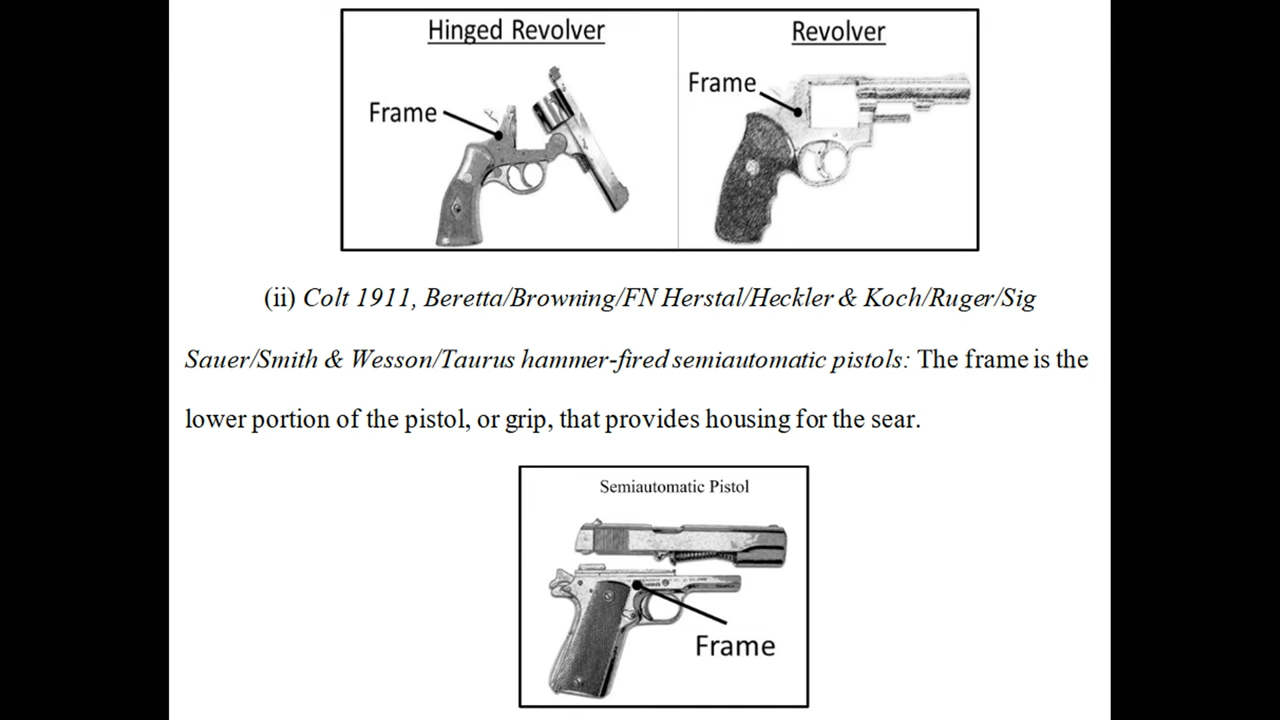 Hinged Revolver
Revolver
Frame
Frame
(ii) Colt 1911, Beretta/Browning/FN Herstal/Heckler & Koch/Ruger/Sig
Sauer/Smith & Wesson/Taurus hammer-fired semiautomatic pistols: The frame is the
lower portion of the pistol, or grip, that provides housing for the sear.
Semiautomatic Pistol
Frame